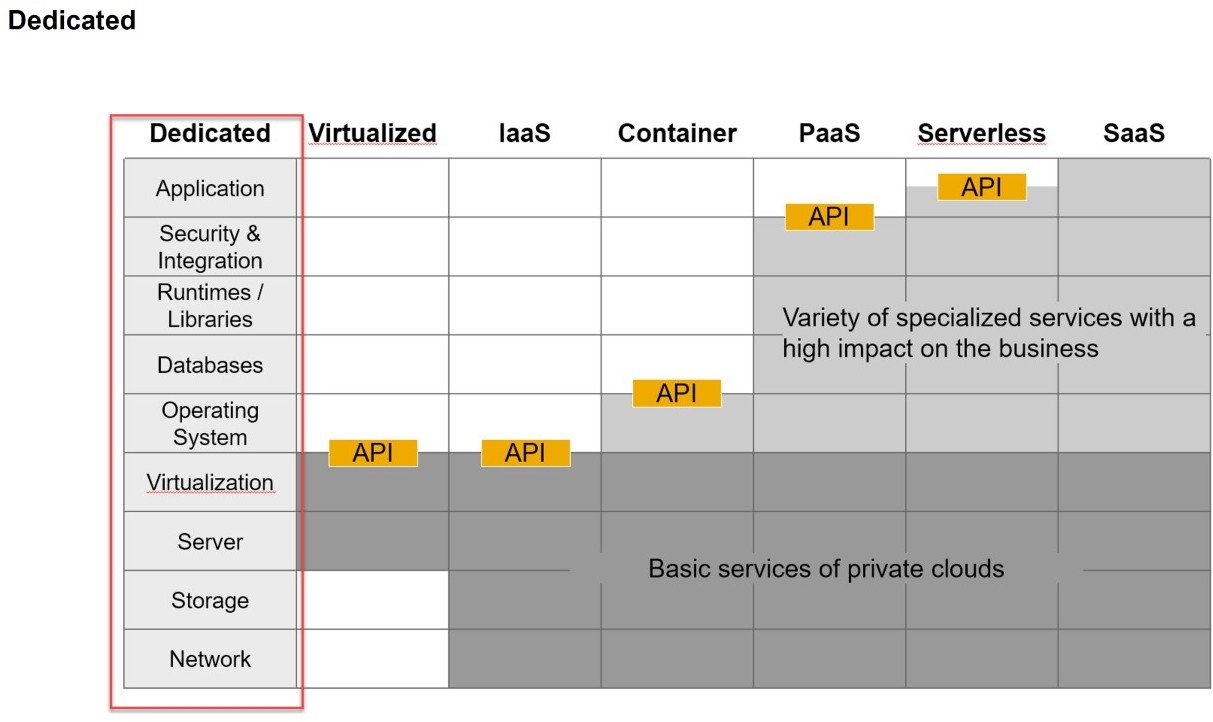 Dedicated
Dedicated Virtualized IaaS Container PaaS Serverless SaaS
Application
API
API
Security &
Integration
Runtimes /
Libraries
Variety of specialized services with a
high impact on the business
Databases
API
Operating
System
API API
Virtualization
Server
Basic services of private clouds
Storage
Network